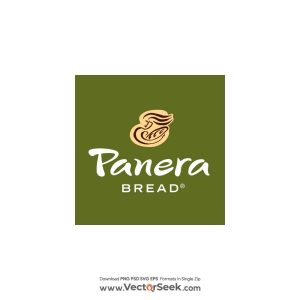 Panera
BREAD®
Download PNG PSD SVG EPS Formats In Single Zip
www.VectorSeek.com